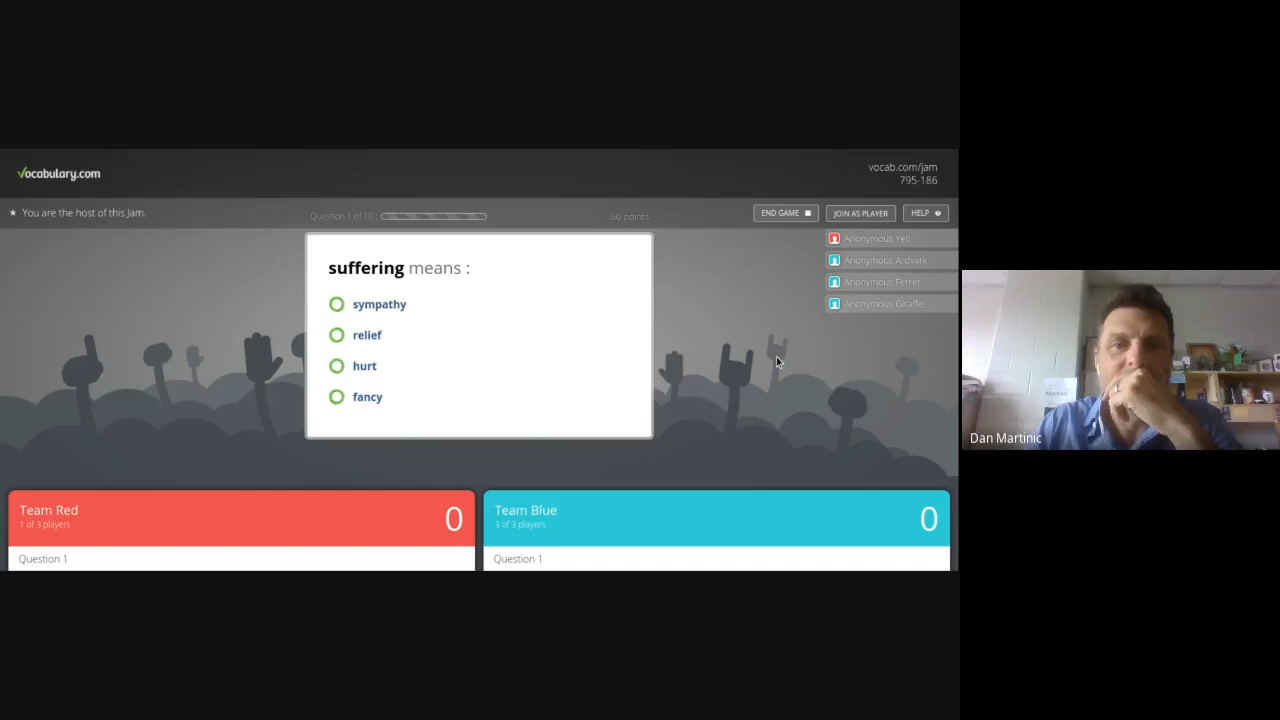 Vocabulary.com
vocab.com/jam
795-186
★ You are the host of this Jam.
Question 1 of 10 :
60 points
END GAME
JOIN AS PLAYER
HELP ?
Anonymous Yeti
Anonymous Ardvark
Anonymous Ferret
Anonymous Giraffe
suffering means :
sympathy
relief
hurt
fancy
Team Red
1 of 3 players
0
Team Blue
3 of 3 players
0
Question 1
Question 1
Dan Martinic